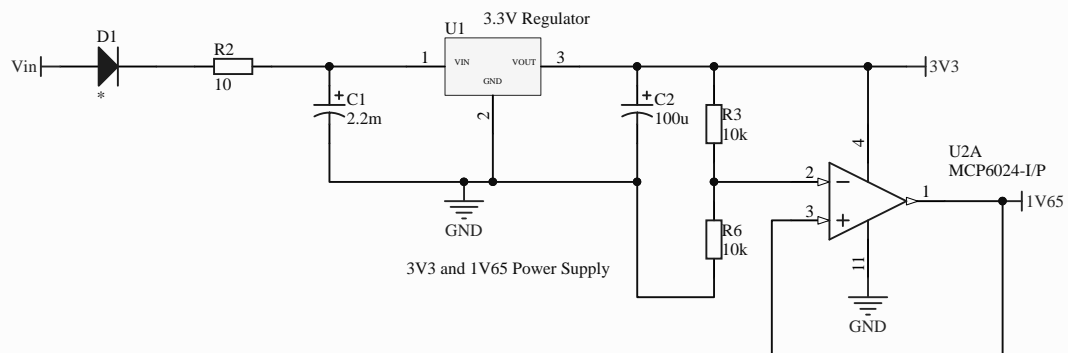 3.3V Regulator
U1
D1
R2
Vin
1
VIN
VOUT
3
3V3
*
10
GND
C1
2.2m
C2
100u
R3
10k
2
4
U2A
MCP6024-I/P
2
1
1V65
3
GND
R6
10k
3V3 and 1V65 Power Supply
11
GND